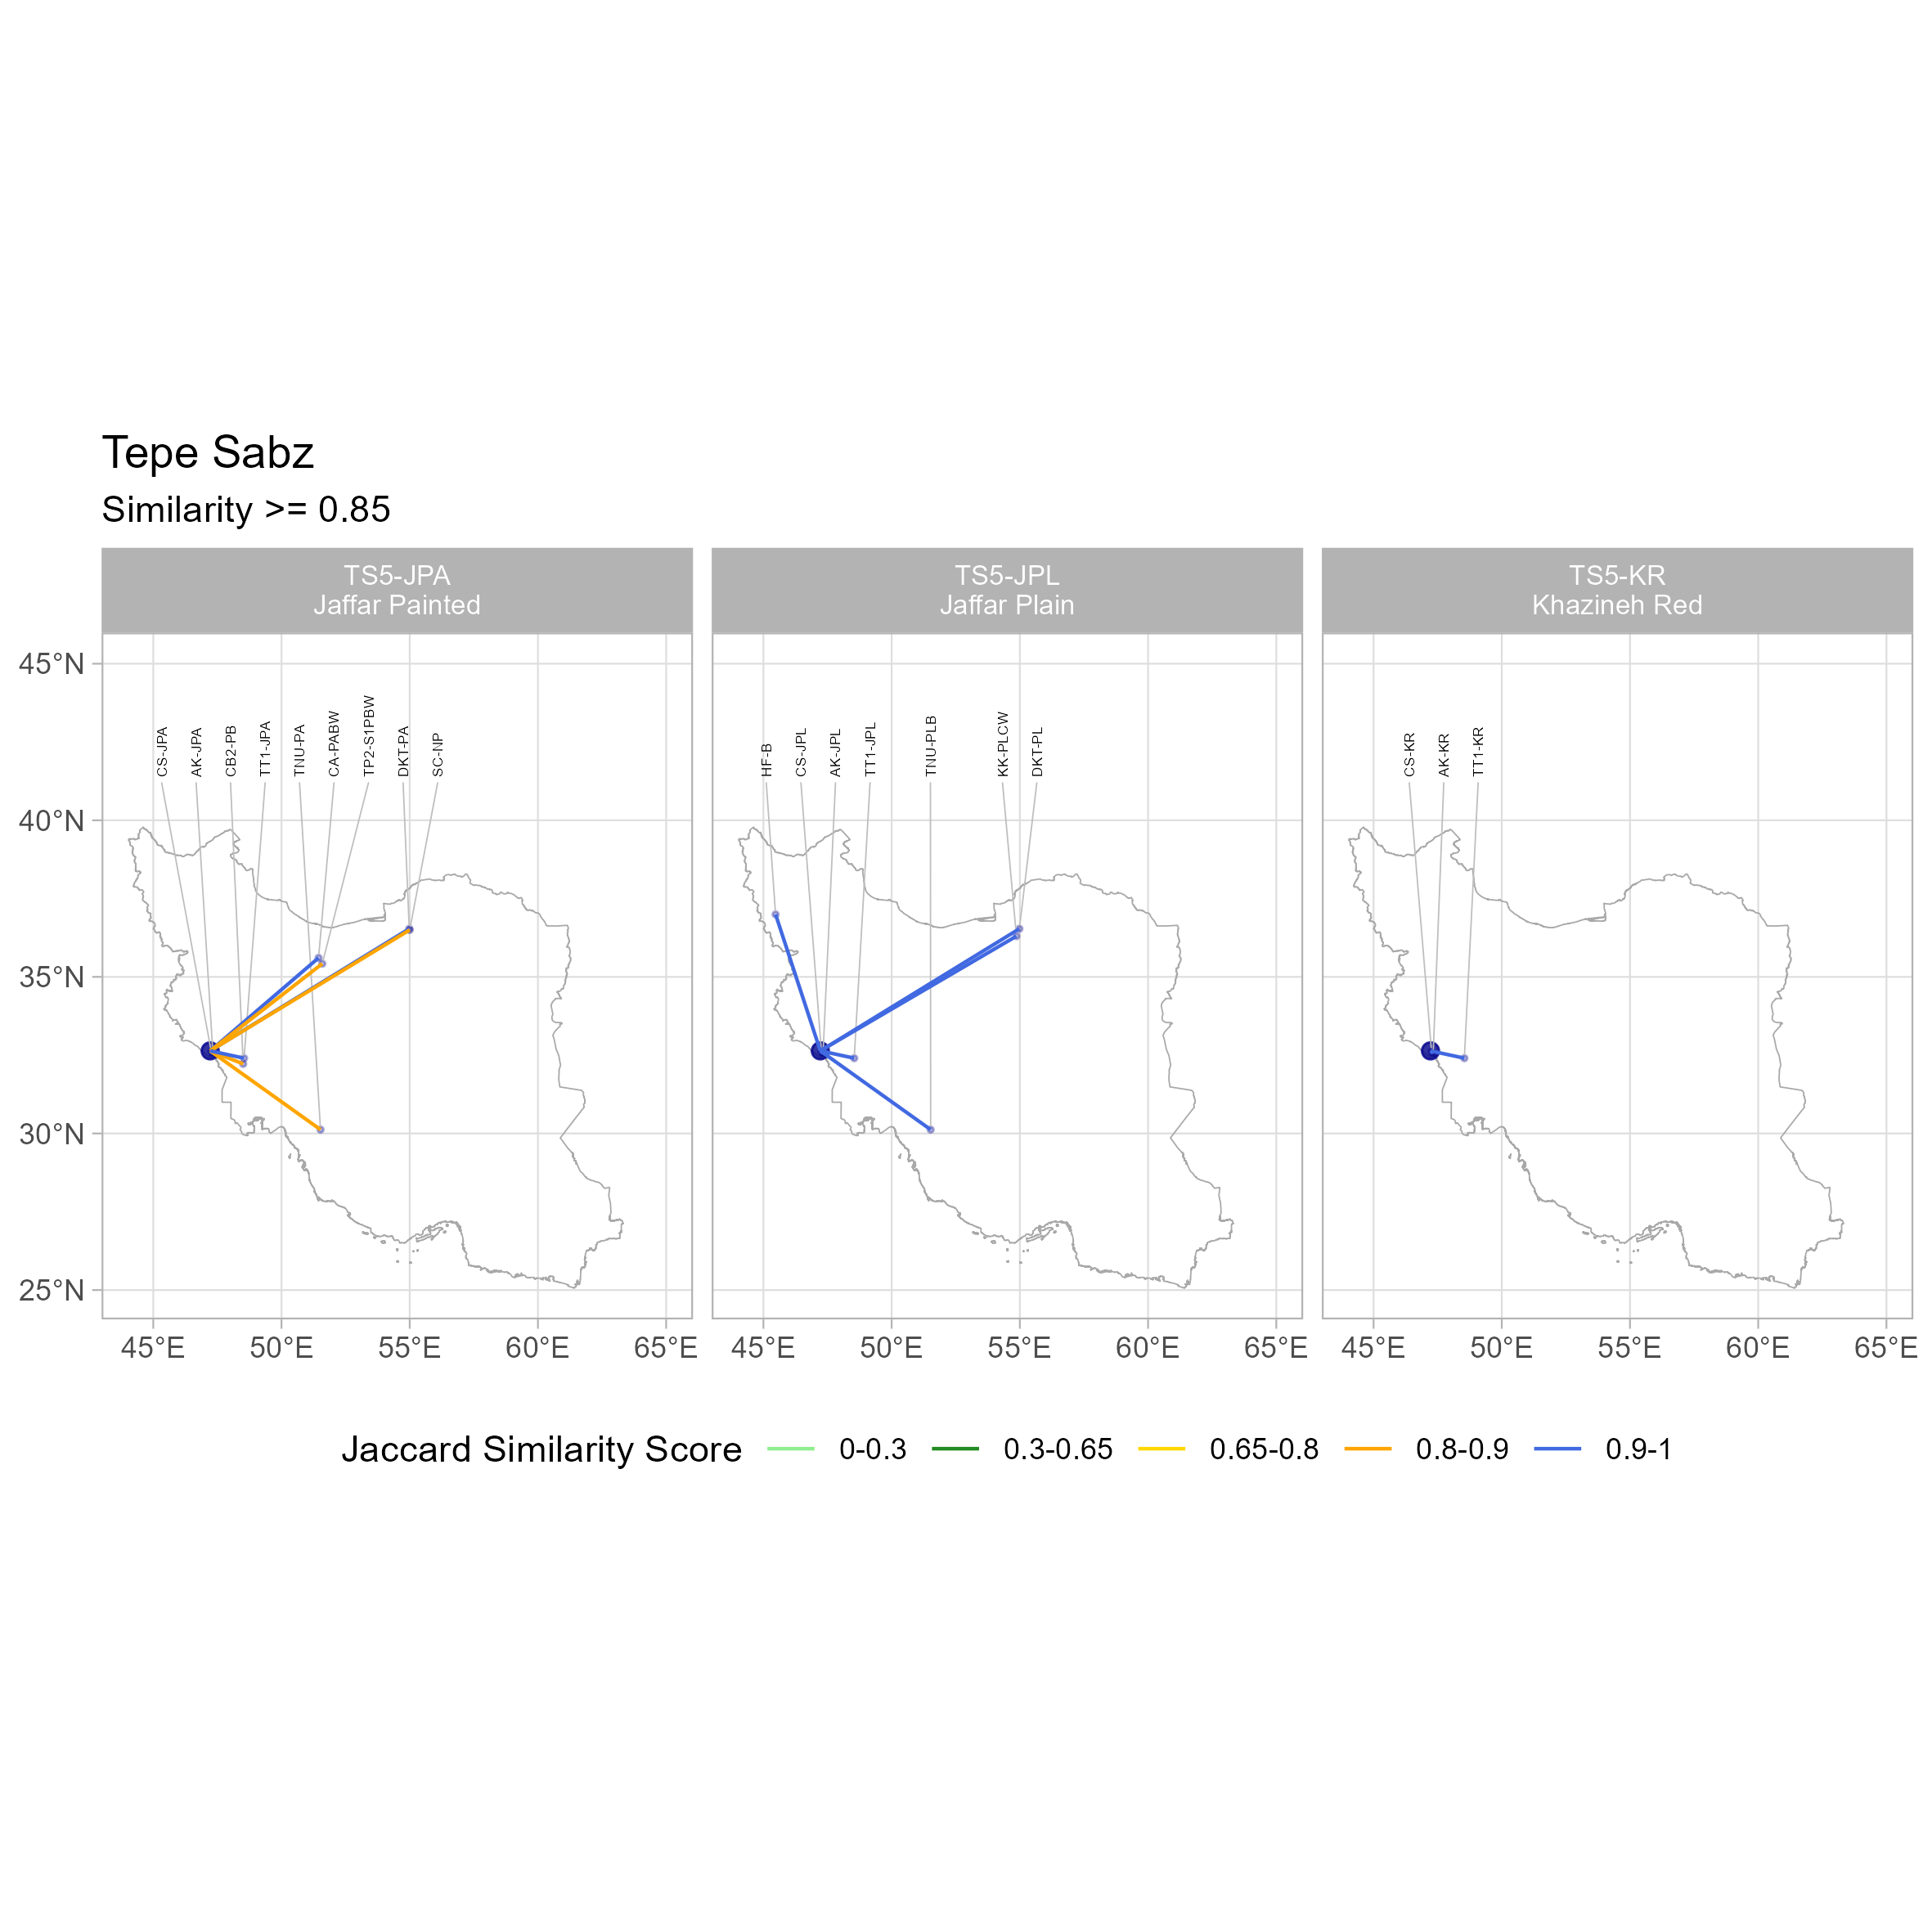 Tepe Sabz
Similarity >= 0.85
TS5-JPA
Jaffar Painted
TS5-JPL
Jaffar Plain
TS5-KR
Khazineh Red
45°N
40°N
35°N
30°N
25°N
CS-JPA
AK-JPA
CB2-PB
TT1-JPA
TNU-PA
CA-PABW
TP2-S1PBW
DKT-PA
SC-NP
HF-B
CS-JPL
AK-JPL
TT1-JPL
TNU-PLB
KK-PLCW
DKT-PL
CS-KR
AK-KR
TT1-KR
45°E 50°E 55°E 60°E 65°E
45°E 50°E 55°E 60°E 65°E
45°E 50°E 55°E 60°E 65°E
Jaccard Similarity Score 0-0.3 0.3-0.65 0.65-0.8 0.8-0.9 0.9-1